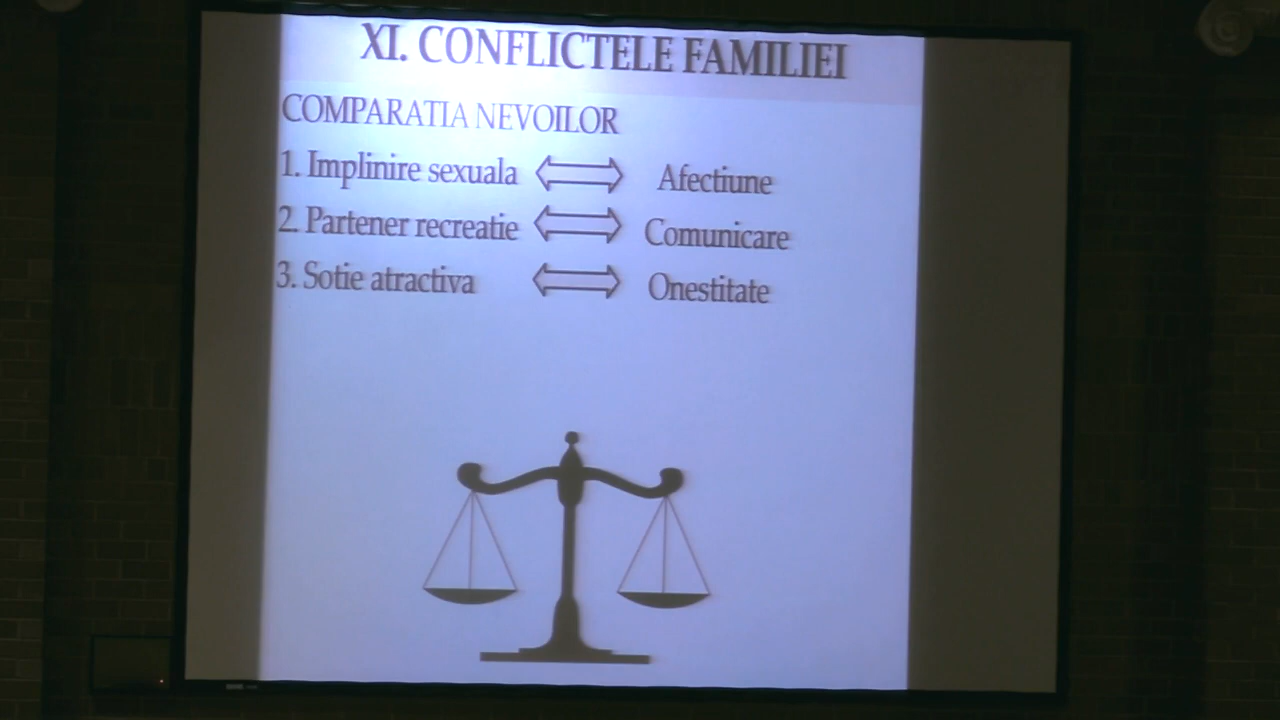 XI. CONFLICTELE FAMILIEI
COMPARATIA NEVOILOR
1. Implinire sexuala Afectiune
2. Partener recreatie Comunicare
3. Sotie atractiva Onestitate